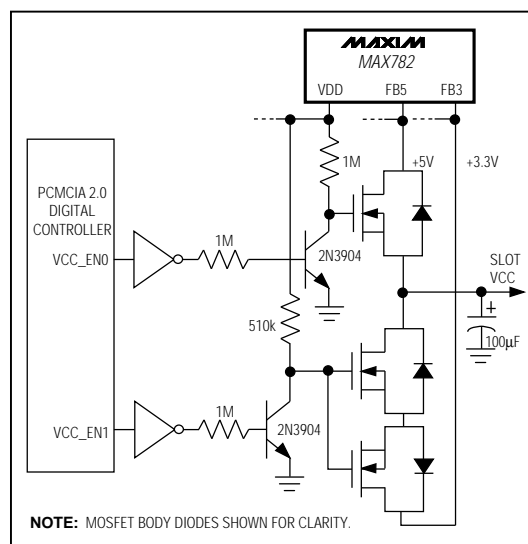 MAXIM
MAX782
VDD FB5 FB3
1M
+5V
+3.3V
PCMCIA 2.0
DIGITAL
CONTROLLER
VCC_EN0
1M
2N3904
SLOT
VCC
+
100µF
510k
VCC_EN1
1M
2N3904
NOTE: MOSFET BODY DIODES SHOWN FOR CLARITY.